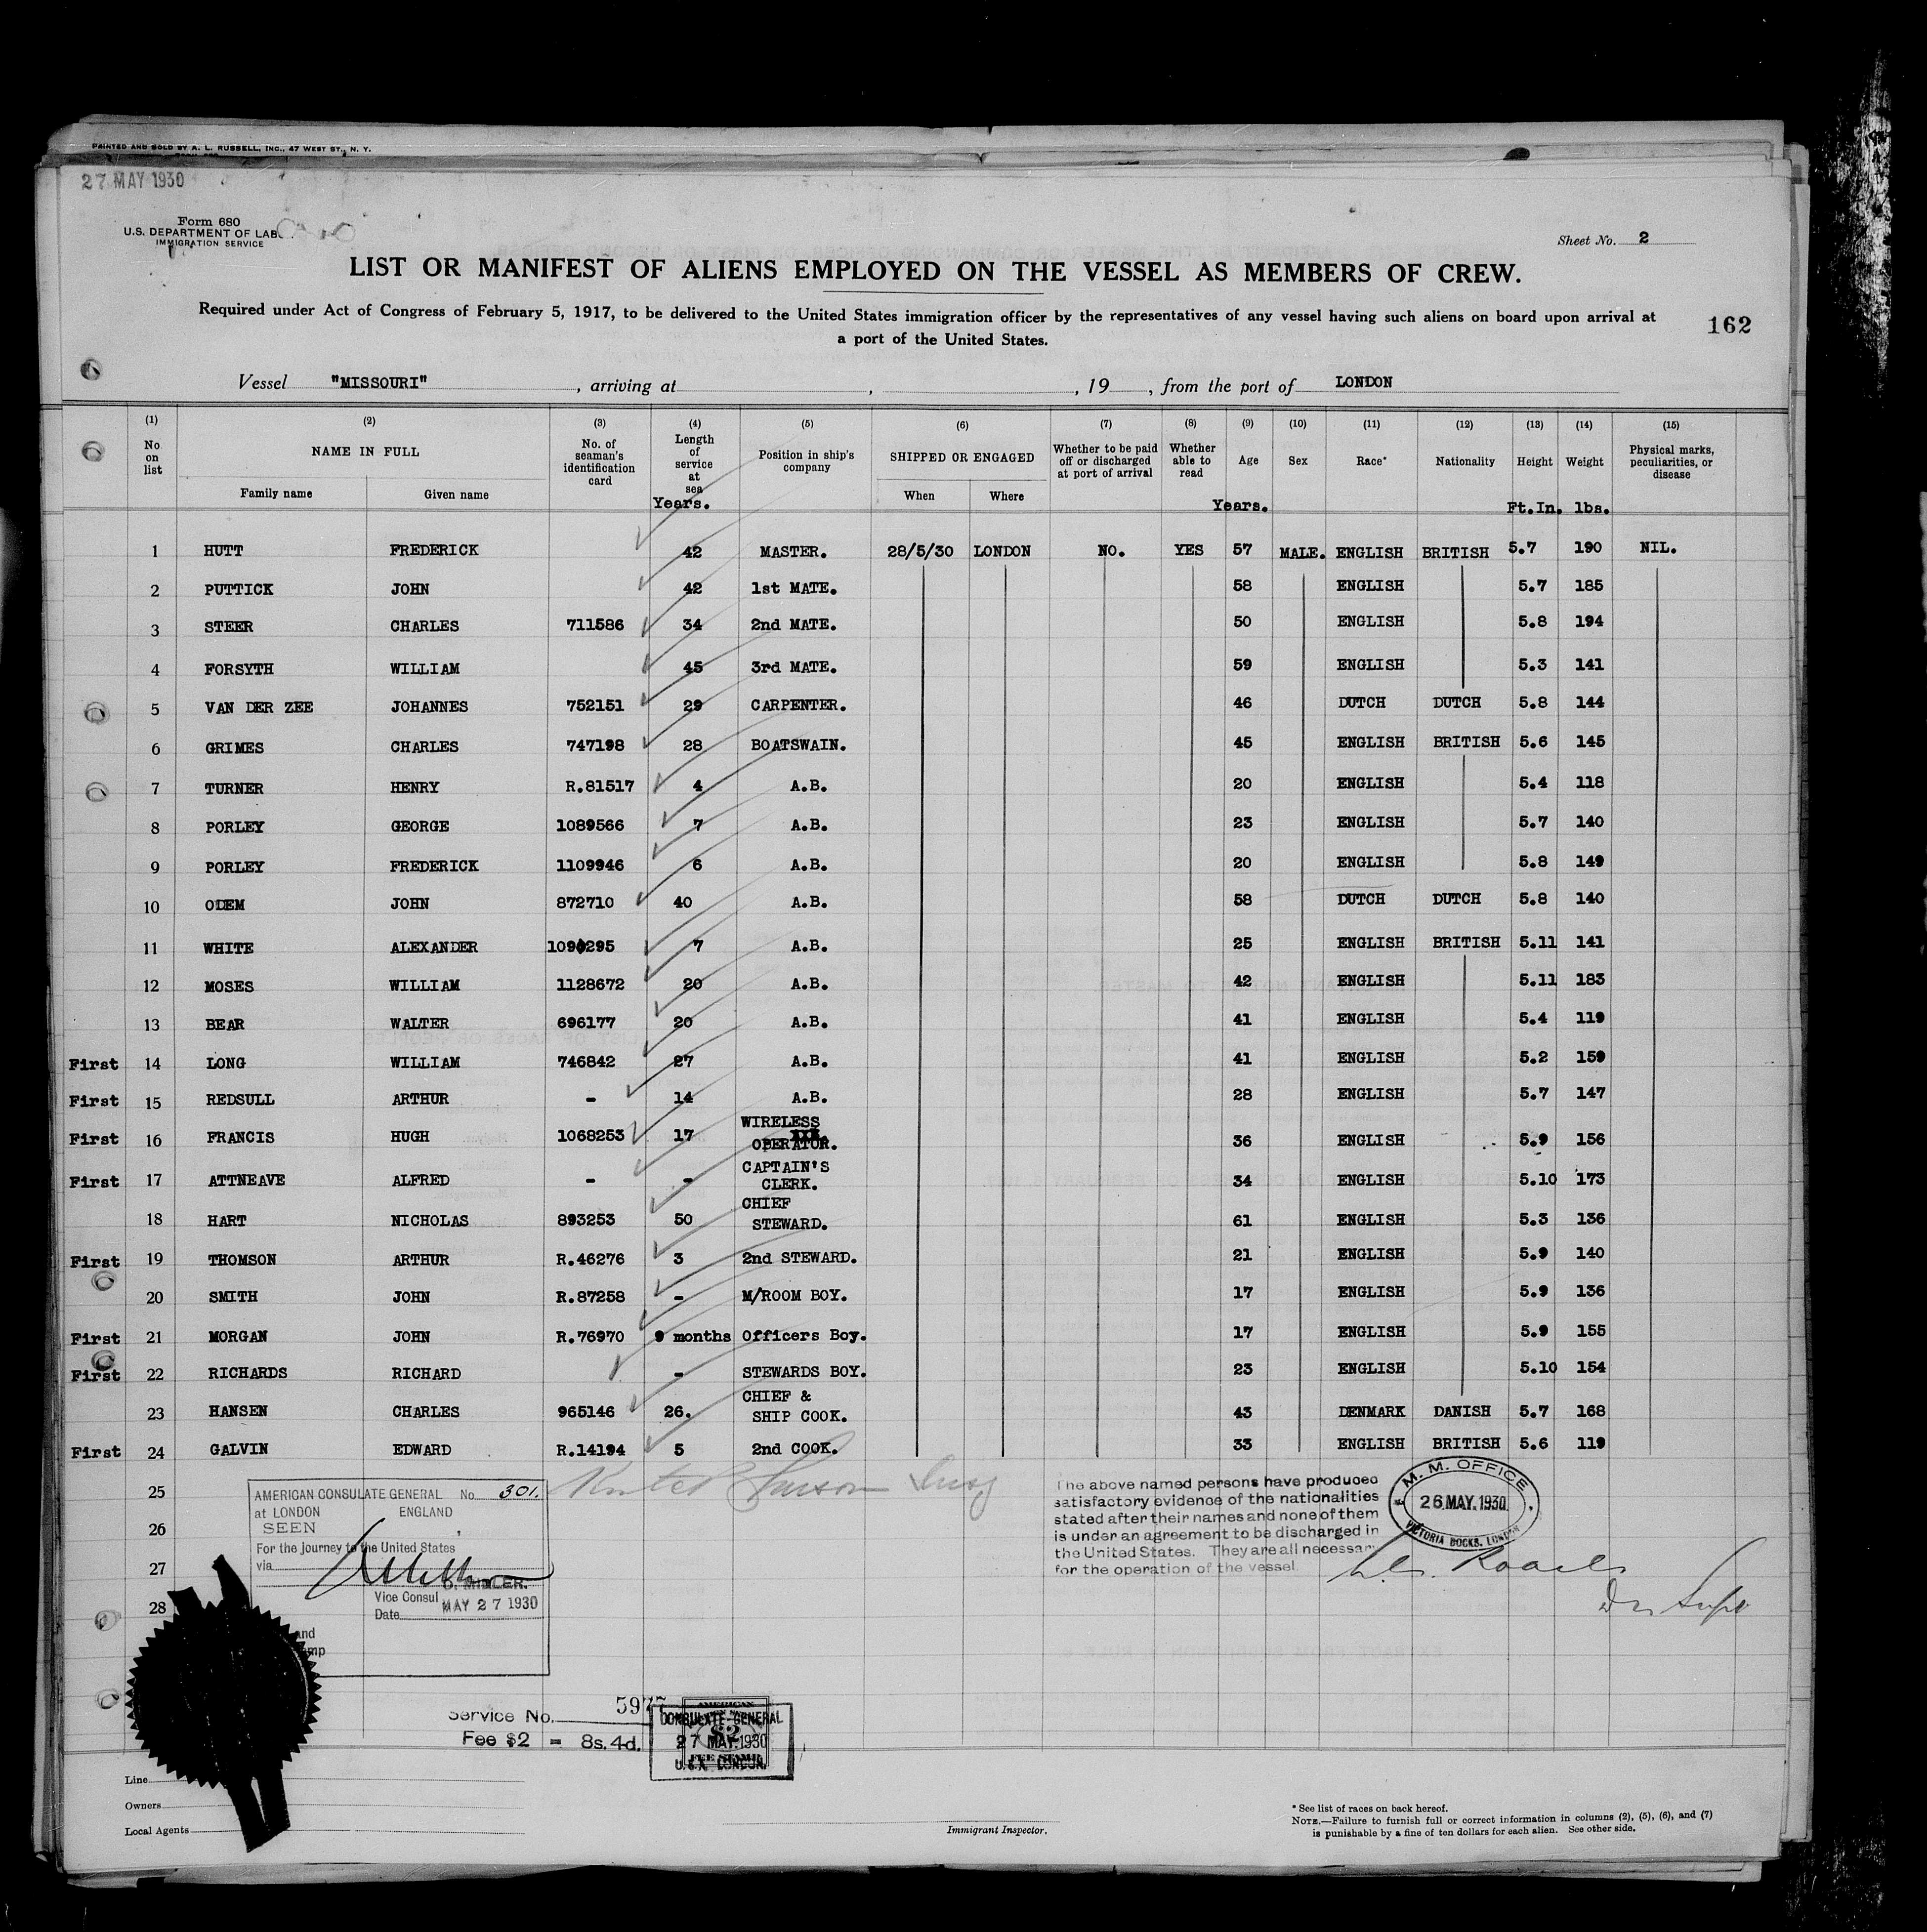 PRINTED AND SOLD BY A. L. RUSSELL, INC., 47 WEST ST., N. Y.
27 MAY 1930
Form 680
U.S. DEPARTMENT OF LABO
IMMIGRATION SERVICE
Sheet No. 2
LIST OR MANIFEST OF ALIENS EMPLOYED ON THE VESSEL AS MEMBERS OF CREW.
Required under Act of Congress of February 5, 1917, to be delivered to the United States immigration officer by the representatives of any vessel having such aliens on board upon arrival at
a port of the United States.
162
Vessel "MISSOURI", arriving at , , 19 , from the port of LONDON
(1) (2) (3) (4) (5) (6) (7) (8) (9) (10) (11) (12) (13) (14) (15)
No on list NAME IN FULL Family name Given name No. of seaman's identification card Length of service at sea Years. Position in ship's company SHIPPED OR ENGAGED When Where Whether to be paid off or discharged at port of arrival Whether able to read Age Years. Sex Race* Nationality Height Ft.In. Weight lbs. Physical marks, peculiarities, or disease
1 HUTT FREDERICK 42 MASTER. 28/5/30 LONDON NO. YES 57 MALE. ENGLISH BRITISH 5.7 190 NIL.
2 PUTTICK JOHN 42 1st MATE. 58 ENGLISH 5.7 185
3 STEER CHARLES 711586 34 2nd MATE. 50 ENGLISH 5.8 194
4 FORSYTH WILLIAM 45 3rd MATE. 59 ENGLISH 5.3 141
5 VAN DER ZEE JOHANNES 752151 29 CARPENTER. 46 DUTCH DUTCH 5.8 144
6 GRIMES CHARLES 747198 28 BOATSWAIN. 45 ENGLISH BRITISH 5.6 145
7 TURNER HENRY R.81517 4 A.B. 20 ENGLISH 5.4 118
8 PORLEY GEORGE 1089566 7 A.B. 23 ENGLISH 5.7 140
9 PORLEY FREDERICK 1109946 6 A.B. 20 ENGLISH 5.8 149
10 ODEM JOHN 872710 40 A.B. 58 DUTCH DUTCH 5.8 140
11 WHITE ALEXANDER 1090295 7 A.B. 25 ENGLISH BRITISH 5.11 141
12 MOSES WILLIAM 1128672 20 A.B. 42 ENGLISH 5.11 183
13 BEAR WALTER 696177 20 A.B. 41 ENGLISH 5.4 119
First 14 LONG WILLIAM 746842 27 A.B. 41 ENGLISH 5.2 159
First 15 REDSULL ARTHUR - 14 A.B. 28 ENGLISH 5.7 147
First 16 FRANCIS HUGH 1068253 17 WIRELESS OPERATOR. 36 ENGLISH 5.9 156
First 17 ATTNEAVE ALFRED - - CAPTAIN'S CLERK. 34 ENGLISH 5.10 173
18 HART NICHOLAS 893253 50 CHIEF STEWARD. 61 ENGLISH 5.3 136
First 19 THOMSON ARTHUR R.46276 3 2nd STEWARD. 21 ENGLISH 5.9 140
20 SMITH JOHN R.87258 - M/ROOM BOY. 17 ENGLISH 5.9 136
First 21 MORGAN JOHN R.76970 9 months Officers Boy. 17 ENGLISH 5.9 155
First 22 RICHARDS RICHARD - STEWARDS BOY. 23 ENGLISH 5.10 154
23 HANSEN CHARLES 965146 26. CHIEF & SHIP COOK. 43 DENMARK DANISH 5.7 168
First 24 GALVIN EDWARD R.14194 5 2nd COOK. 33 ENGLISH BRITISH 5.6 119
25
26
27
28
AMERICAN CONSULATE GENERAL No. 301.
at LONDON ENGLAND
SEEN
For the journey to the United States
via
D. MILLER.
Vice Consul
Date MAY 27 1930
The above named persons have produced
satisfactory evidence of the nationalities
stated after their names and none of them
is under an agreement to be discharged in
the United States. They are all necessary
for the operation of the vessel.
M. M. OFFICE
26 MAY. 1930
VICTORIA DOCKS. LONDON
Service No. 5977
Fee $2 = 8s. 4d.
AMERICAN
CONSULATE-GENERAL
$2
27 MAY. 1930
FEE STAMP
LONDON.
Line
Owners
Local Agents
Immigrant Inspector.
* See list of races on back hereof.
NOTE.—Failure to furnish full or correct information in columns (2), (5), (6), and (7)
is punishable by a fine of ten dollars for each alien. See other side.